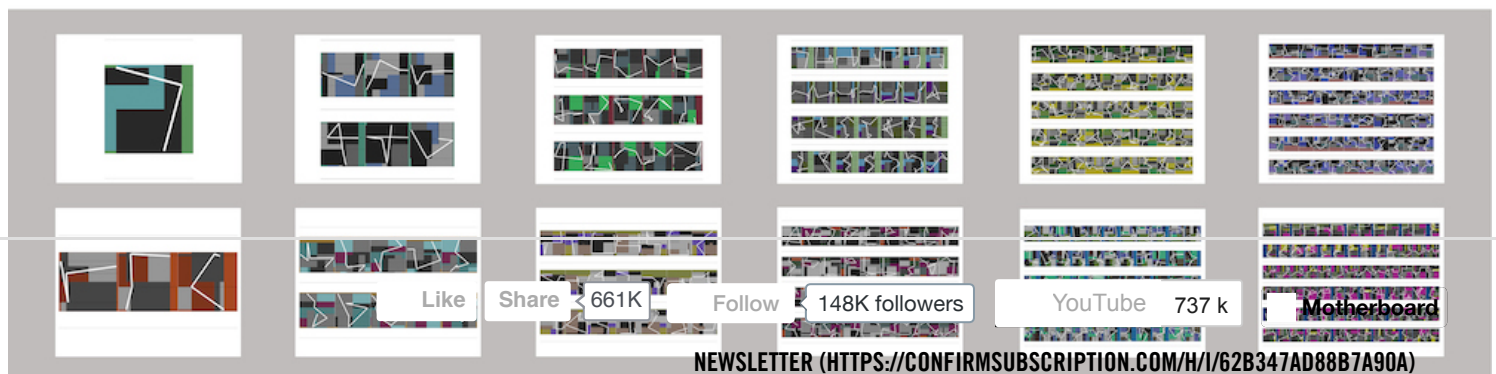 Like Share 661K Follow 148K followers YouTube 737 k Motherboard
NEWSLETTER (HTTPS://CONFIRMSUBSCRIPTION.COM/H/I/62B347AD88B7A90A)